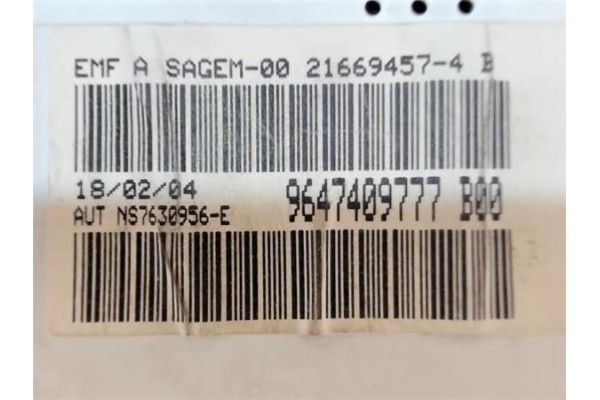 EMF A SAGEM-00 21669457-4 B
18/02/04
AUT NS7630956-E
9647409777 B00